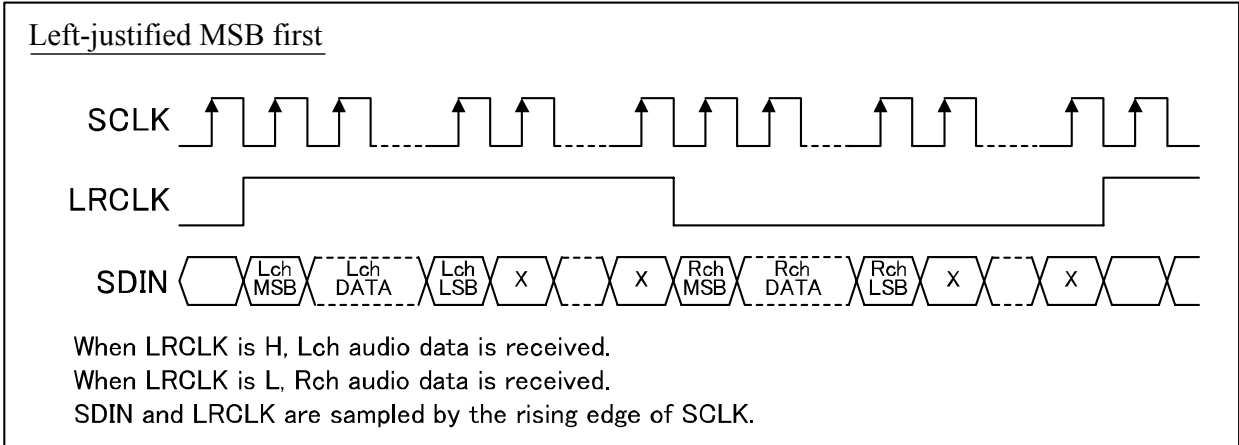 Left-justified MSB first
SCLK
LRCLK
SDIN
Lch MSB
Lch DATA
Lch LSB
X
X
Rch MSB
Rch DATA
Rch LSB
X
X
When LRCLK is H, Lch audio data is received.
When LRCLK is L, Rch audio data is received.
SDIN and LRCLK are sampled by the rising edge of SCLK.